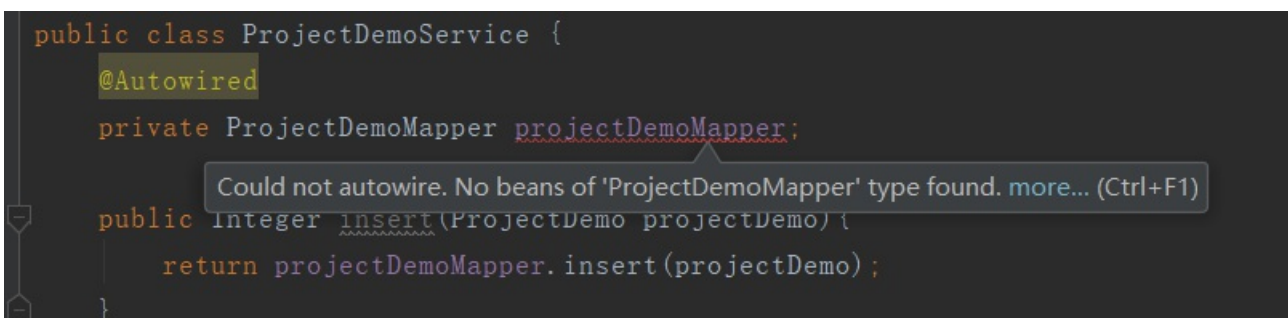 public class ProjectDemoService {
@Autowired
private ProjectDemoMapper projectDemoMapper;
Could not autowire. No beans of 'ProjectDemoMapper' type found. more... (Ctrl+F1)
public Integer insert(ProjectDemo projectDemo){
return projectDemoMapper.insert(projectDemo);
}